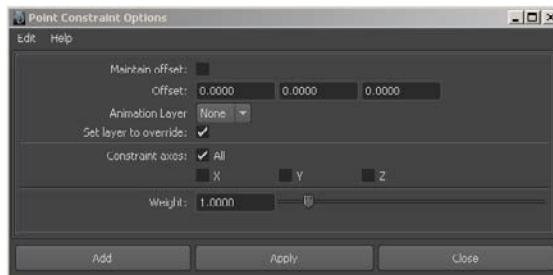 Point Constraint Options
Edit Help
Maintain offset:
Offset: 0.0000 0.0000 0.0000
Animation Layer None
Set layer to override:
Constraint axes: All
X Y Z
Weight: 1.0000
Add Apply Close